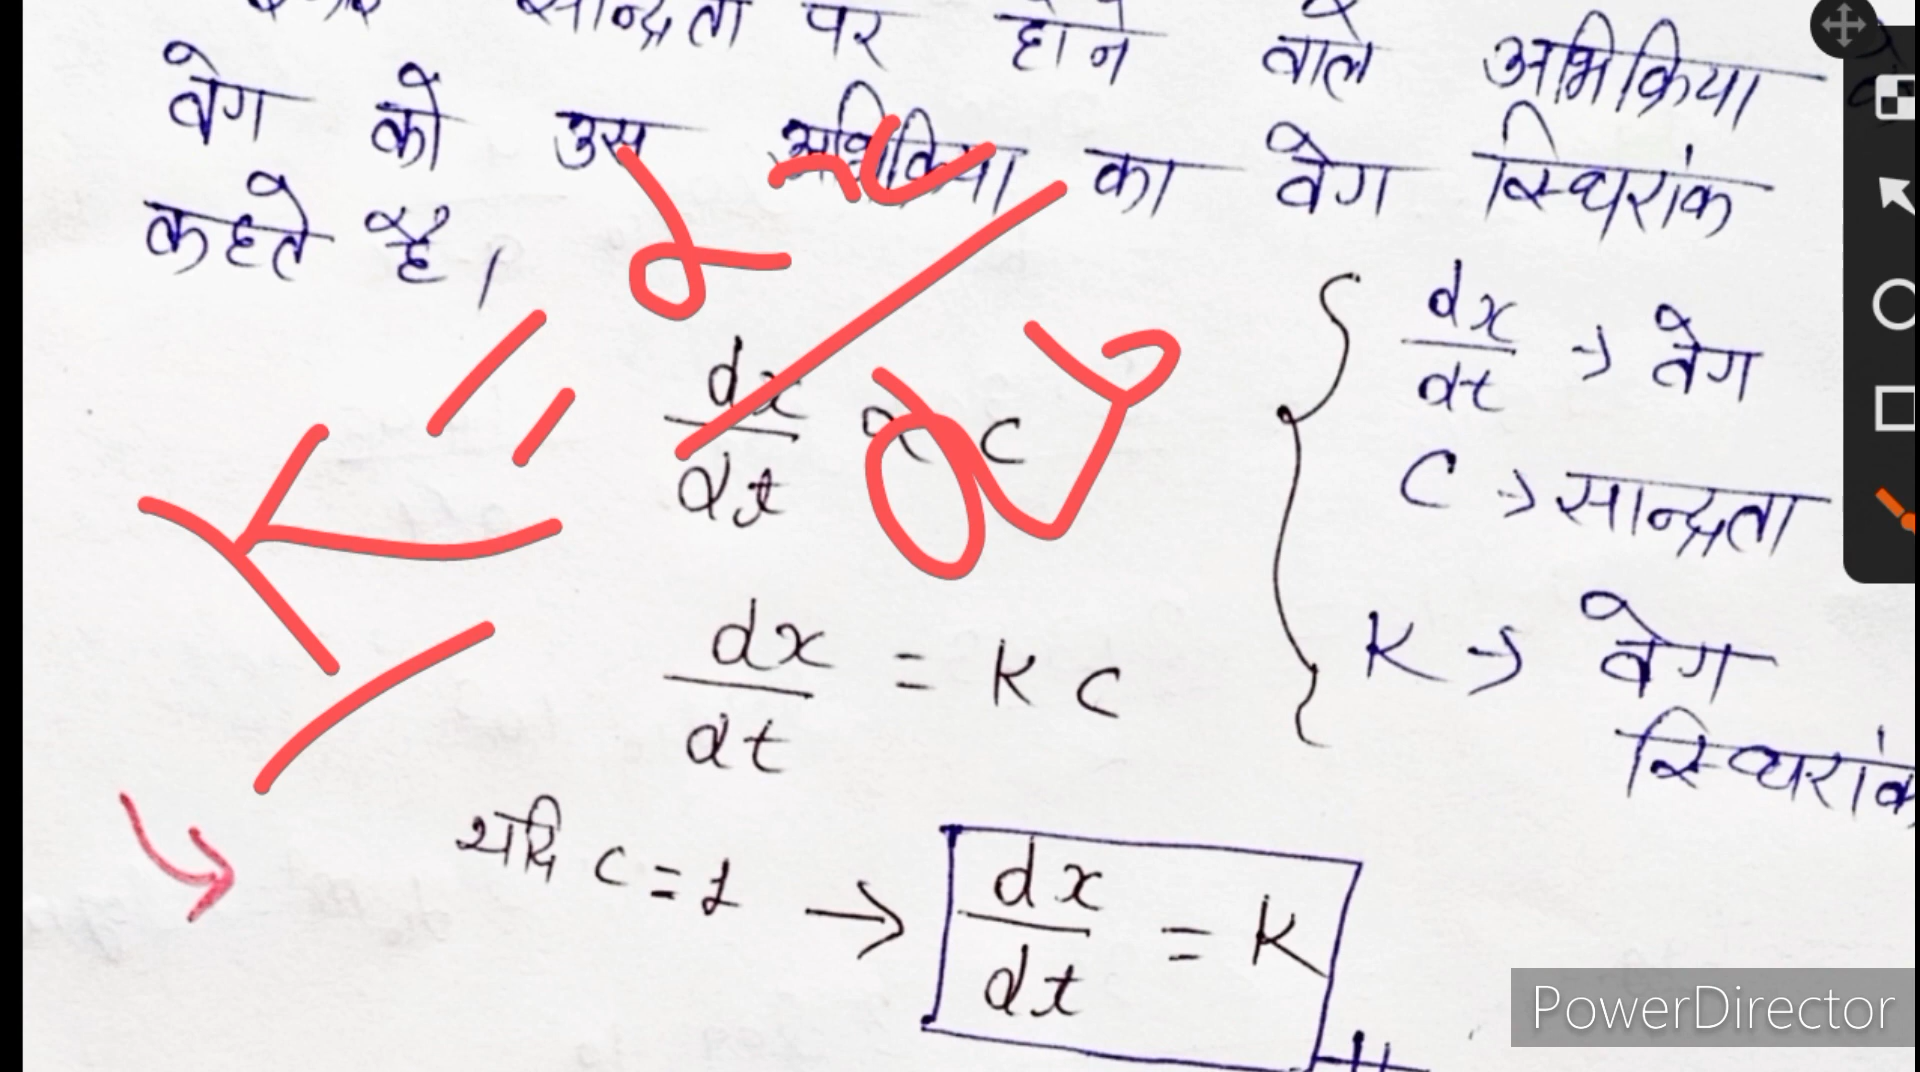 सान्द्रता पर होने वाले अभिक्रिया के
वेग को उस अभिक्रिया का वेग स्थिरांक
कहते है।
dx/dt ∝ c
dx/dt = K c
यदि c = 1 → dx/dt = K
dx/dt → वेग
C → सान्द्रता
K → वेग
स्थिरांक
PowerDirector